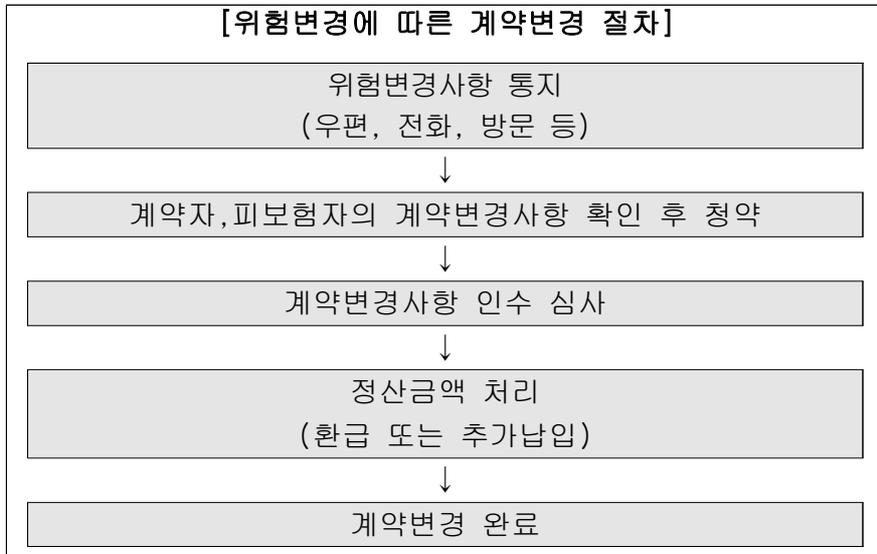 [위험변경에 따른 계약변경 절차]
위험변경사항 통지
(우편, 전화, 방문 등)
↓
계약자,피보험자의 계약변경사항 확인 후 청약
↓
계약변경사항 인수 심사
↓
정산금액 처리
(환급 또는 추가납입)
↓
계약변경 완료